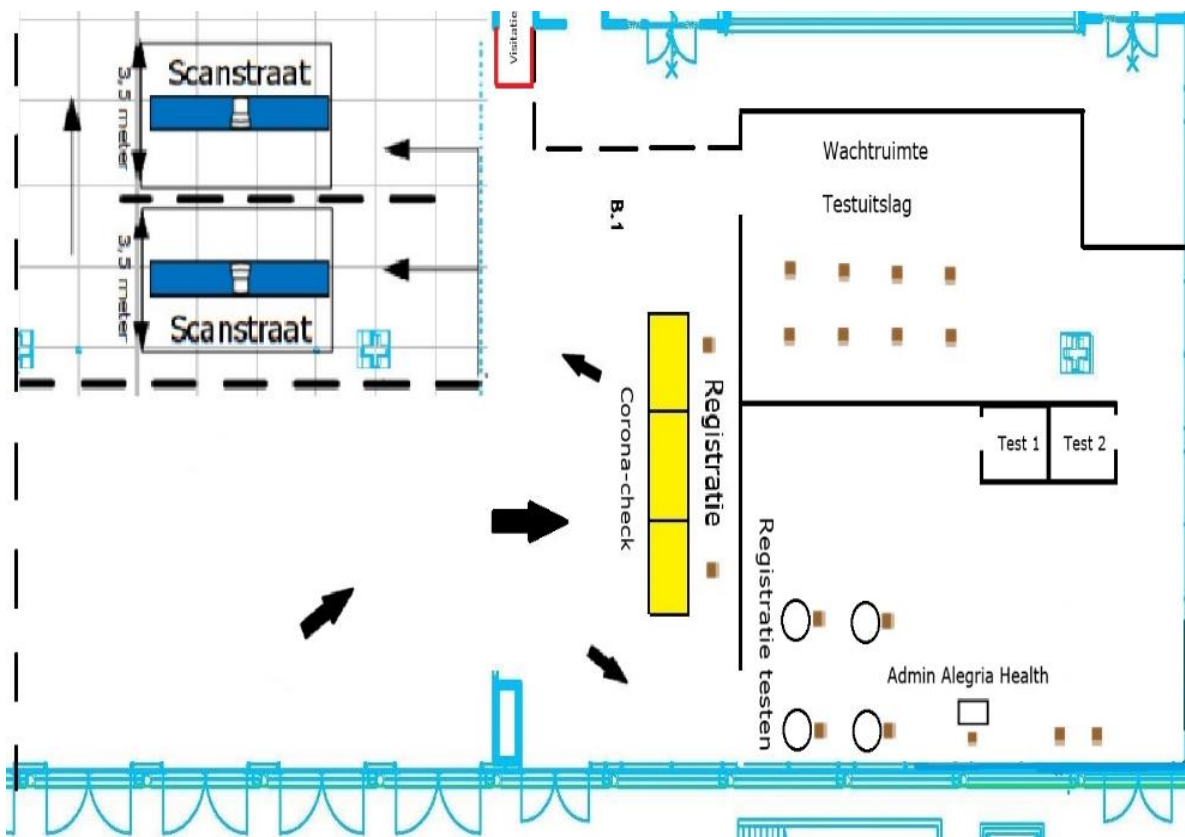 Visitatie
Scanstraat
3,5 meter
3,5 meter
Scanstraat
B.1
Wachtruimte
Testuitslag
Corona-check
Registratie
Test 1
Test 2
Registratie testen
Admin Alegria Health